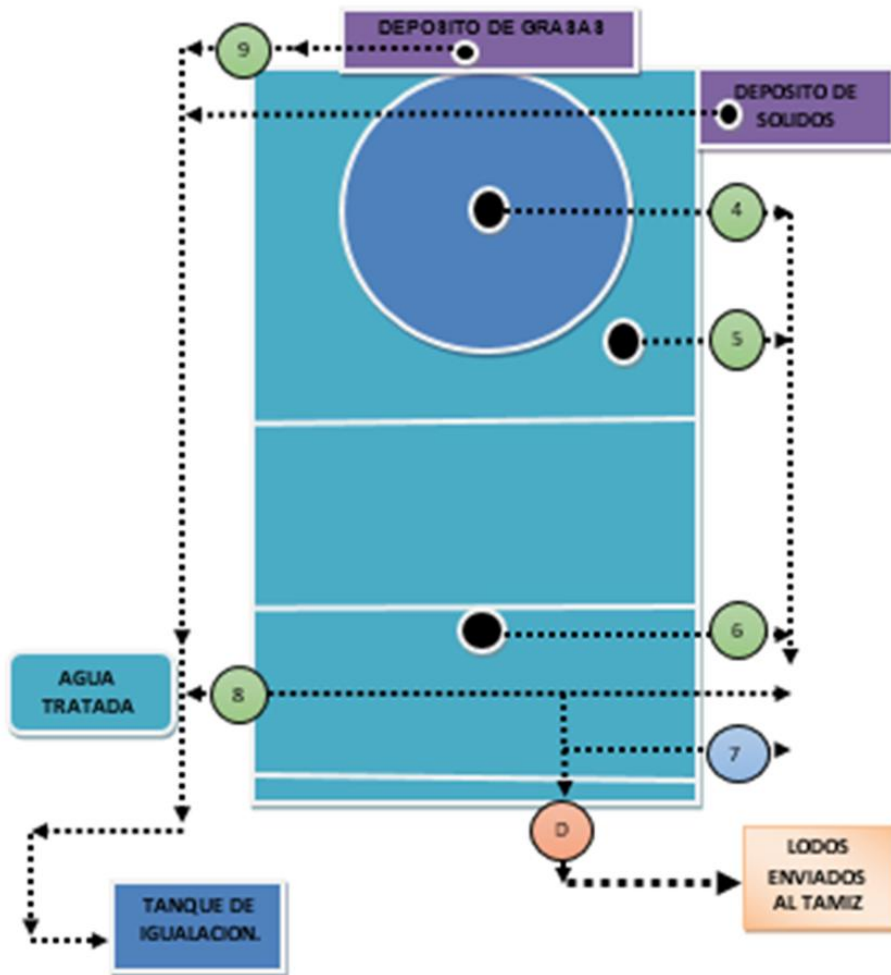 DEPOSITO DE GRASAS
9
DEPOSITO DE
SOLIDOS
4
5
6
AGUA
TRATADA
8
7
D
LODOS
ENVIADOS
AL TAMIZ
TANQUE DE
IGUALACION.